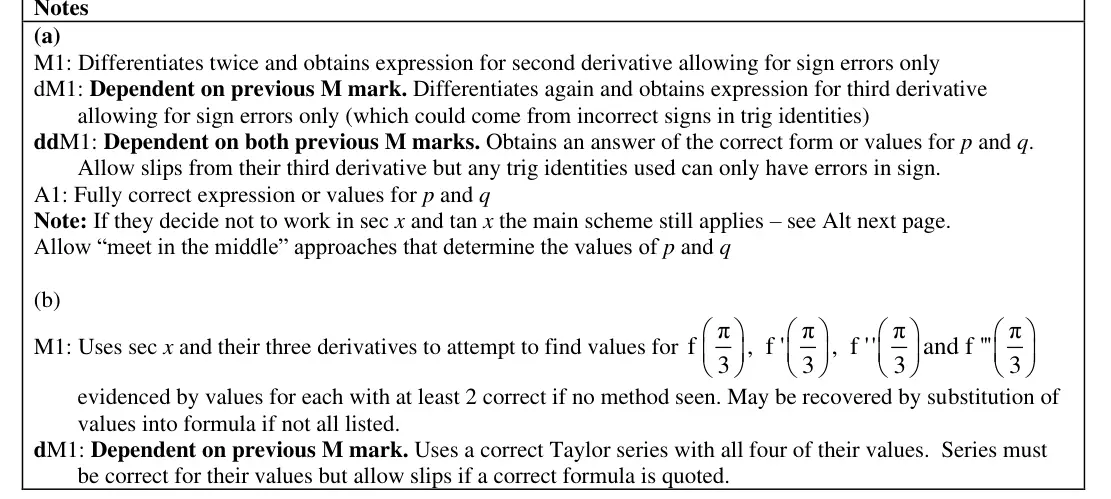 Notes
(a)
M1: Differentiates twice and obtains expression for second derivative allowing for sign errors only
dM1: Dependent on previous M mark. Differentiates again and obtains expression for third derivative
allowing for sign errors only (which could come from incorrect signs in trig identities)
ddM1: Dependent on both previous M marks. Obtains an answer of the correct form or values for p and q.
Allow slips from their third derivative but any trig identities used can only have errors in sign.
A1: Fully correct expression or values for p and q
Note: If they decide not to work in sec x and tan x the main scheme still applies – see Alt next page.
Allow “meet in the middle” approaches that determine the values of p and q
(b)
M1: Uses sec x and their three derivatives to attempt to find values for f(π/3), f '(π/3), f ''(π/3) and f '''(π/3)
evidenced by values for each with at least 2 correct if no method seen. May be recovered by substitution of
values into formula if not all listed.
dM1: Dependent on previous M mark. Uses a correct Taylor series with all four of their values. Series must
be correct for their values but allow slips if a correct formula is quoted.